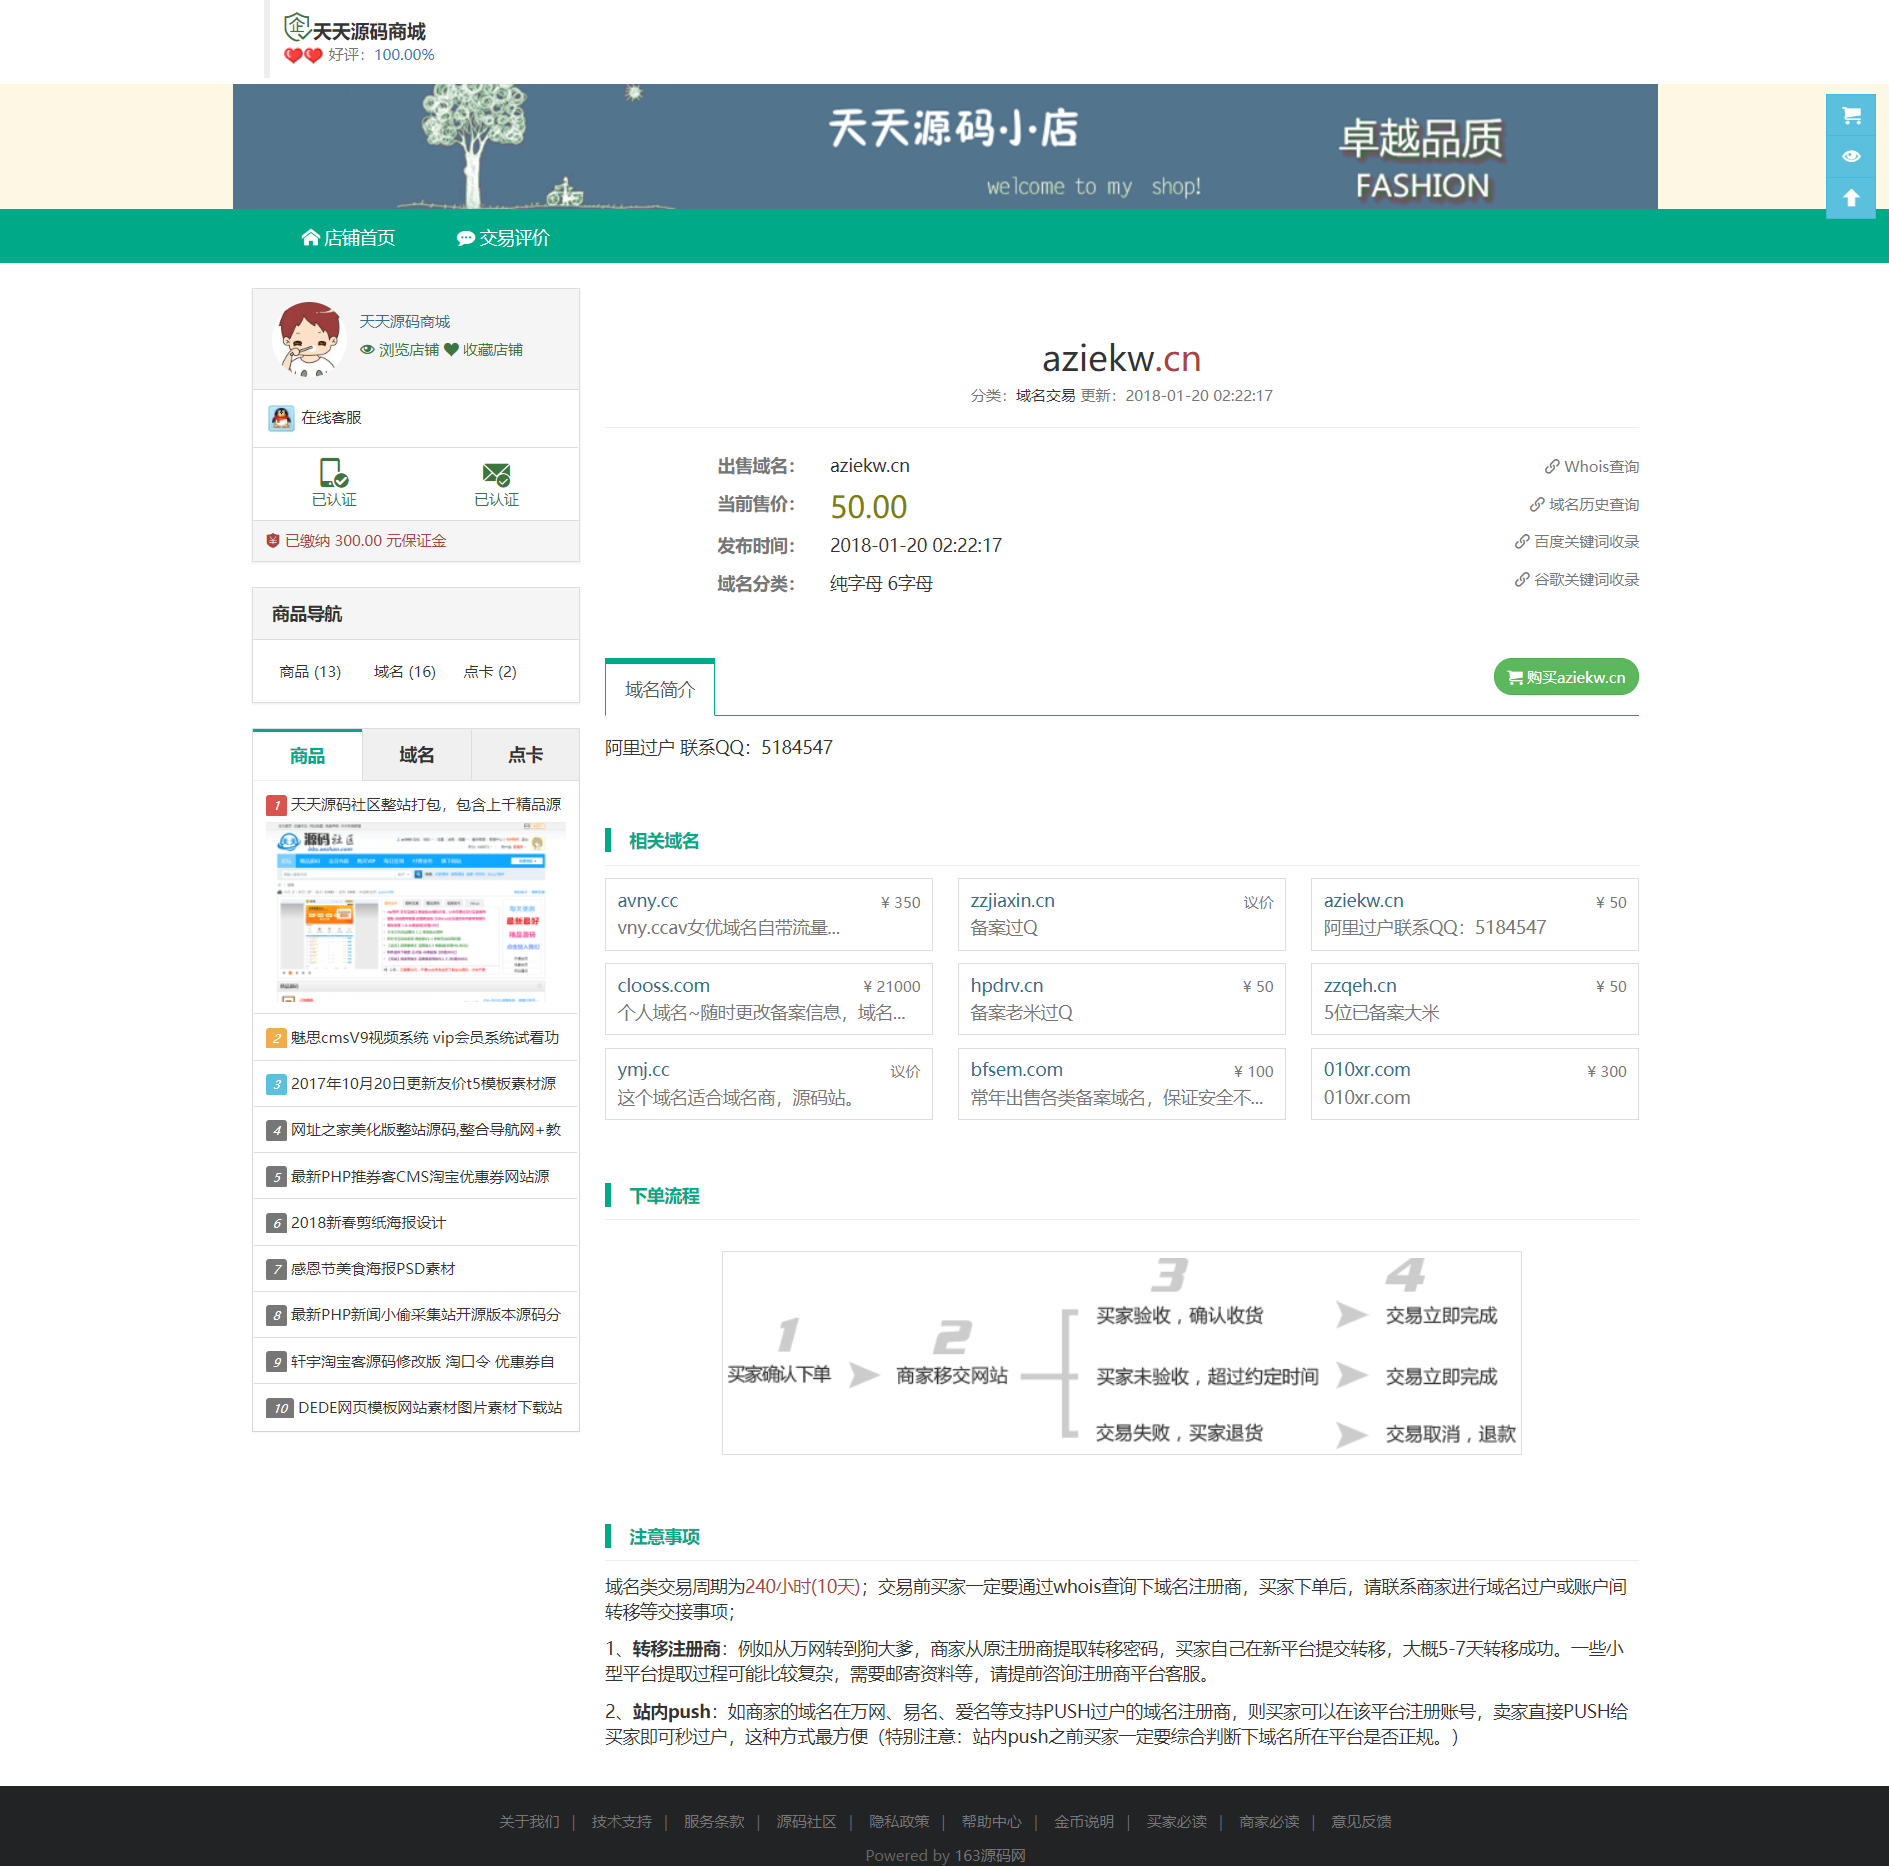 天天源码商城
好评：100.00%
天天源码·小·店
welcome to my shop!
卓越品质
FASHION
店铺首页
交易评价
天天源码商城
浏览店铺 收藏店铺
在线客服
已认证
已认证
已缴纳 300.00 元保证金
商品导航
商品 (13)
域名 (16)
点卡 (2)
商品
域名
点卡
1 天天源码社区整站打包，包含上千精品源
源码社区
2 魅思cmsV9视频系统 vip会员系统试看功
3 2017年10月20日更新友价t5模板素材源
4 网址之家美化版整站源码,整合导航网+教
5 最新PHP推券客CMS淘宝优惠券网站源
6 2018新春剪纸海报设计
7 感恩节美食海报PSD素材
8 最新PHP新闻小偷采集站开源版本源码分
9 轩宇淘宝客源码修改版 淘口令 优惠券自
10 DEDE网页模板网站素材图片素材下载站
aziekw.cn
分类：域名交易 更新：2018-01-20 02:22:17
出售域名： aziekw.cn
当前售价： 50.00
发布时间： 2018-01-20 02:22:17
域名分类： 纯字母 6字母
Whois查询
域名历史查询
百度关键词收录
谷歌关键词收录
域名简介
购买aziekw.cn
阿里过户 联系QQ：5184547
相关域名
avny.cc ¥ 350
vny.ccav女优域名自带流量...
zzjiaxin.cn 议价
备案过Q
aziekw.cn ¥ 50
阿里过户联系QQ：5184547
clooss.com ¥ 21000
个人域名~随时更改备案信息，域名...
hpdrv.cn ¥ 50
备案老米过Q
zzqeh.cn ¥ 50
5位已备案大米
ymj.cc 议价
这个域名适合域名商，源码站。
bfsem.com ¥ 100
常年出售各类备案域名，保证安全不...
010xr.com ¥ 300
010xr.com
下单流程
1
买家确认下单
2
商家移交网站
3
4
买家验收，确认收货
交易立即完成
买家未验收，超过约定时间
交易立即完成
交易失败，买家退货
交易取消，退款
注意事项
域名类交易周期为240小时(10天)；交易前买家一定要通过whois查询下域名注册商，买家下单后，请联系商家进行域名过户或账户间
转移等交接事项；
1、转移注册商：例如从万网转到狗大爹，商家从原注册商提取转移密码，买家自己在新平台提交转移，大概5-7天转移成功。一些小
型平台提取过程可能比较复杂，需要邮寄资料等，请提前咨询注册商平台客服。
2、站内push：如商家的域名在万网、易名、爱名等支持PUSH过户的域名注册商，则买家可以在该平台注册账号，卖家直接PUSH给
买家即可秒过户，这种方式最方便（特别注意：站内push之前买家一定要综合判断下域名所在平台是否正规。）
关于我们 | 技术支持 | 服务条款 | 源码社区 | 隐私政策 | 帮助中心 | 金币说明 | 买家必读 | 商家必读 | 意见反馈
Powered by 163源码网